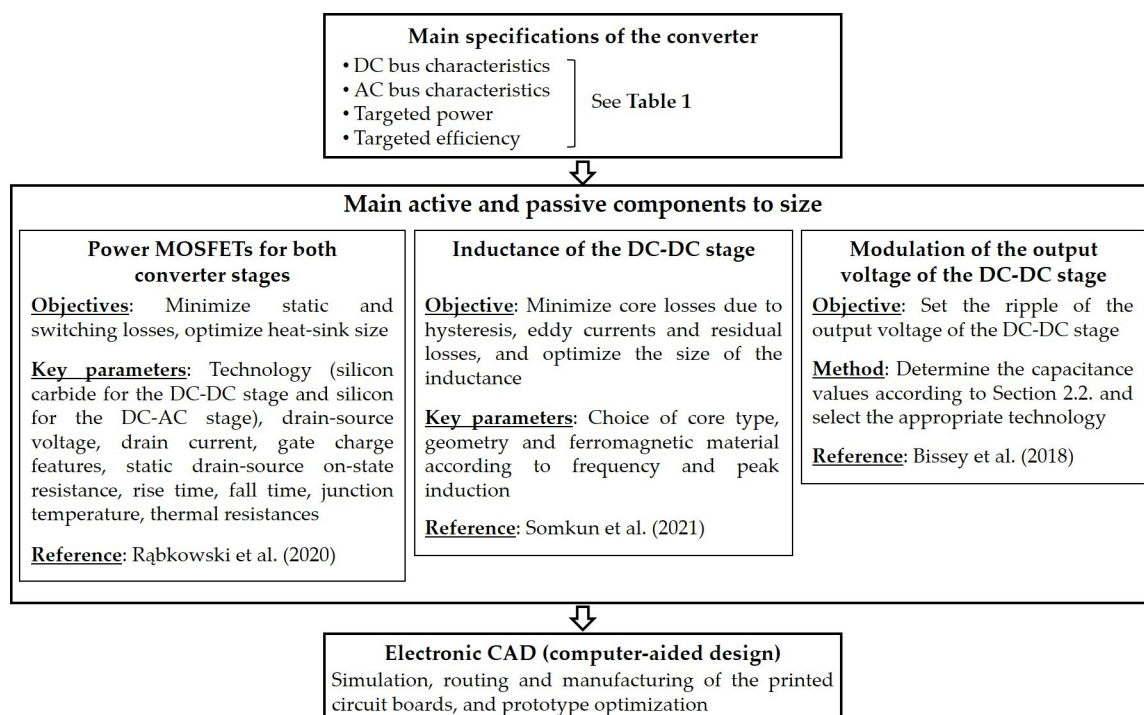 Main specifications of the converter
• DC bus characteristics
• AC bus characteristics
• Targeted power
• Targeted efficiency
See Table 1
Main active and passive components to size
Power MOSFETs for both
converter stages
Objectives: Minimize static and
switching losses, optimize heat-sink size
Key parameters: Technology (silicon
carbide for the DC-DC stage and silicon
for the DC-AC stage), drain-source
voltage, drain current, gate charge
features, static drain-source on-state
resistance, rise time, fall time, junction
temperature, thermal resistances
Reference: Rąbkowski et al. (2020)
Inductance of the DC-DC stage
Objective: Minimize core losses due to
hysteresis, eddy currents and residual
losses, and optimize the size of the
inductance
Key parameters: Choice of core type,
geometry and ferromagnetic material
according to frequency and peak
induction
Reference: Somkun et al. (2021)
Modulation of the output
voltage of the DC-DC stage
Objective: Set the ripple of the
output voltage of the DC-DC stage
Method: Determine the capacitance
values according to Section 2.2. and
select the appropriate technology
Reference: Bissey et al. (2018)
Electronic CAD (computer-aided design)
Simulation, routing and manufacturing of the printed
circuit boards, and prototype optimization